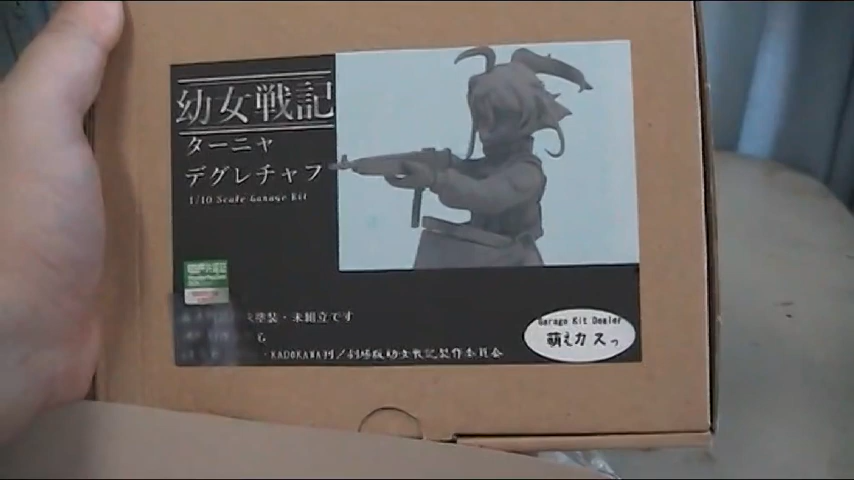 幼女戦記
ターニャ
デグレチャフ
1/10 Scale Garage Kit
塗装・未組立です
KADOKAWA刊/劇場版幼女戦記製作委員会
Garage Kit Dealer
萌えカスっ